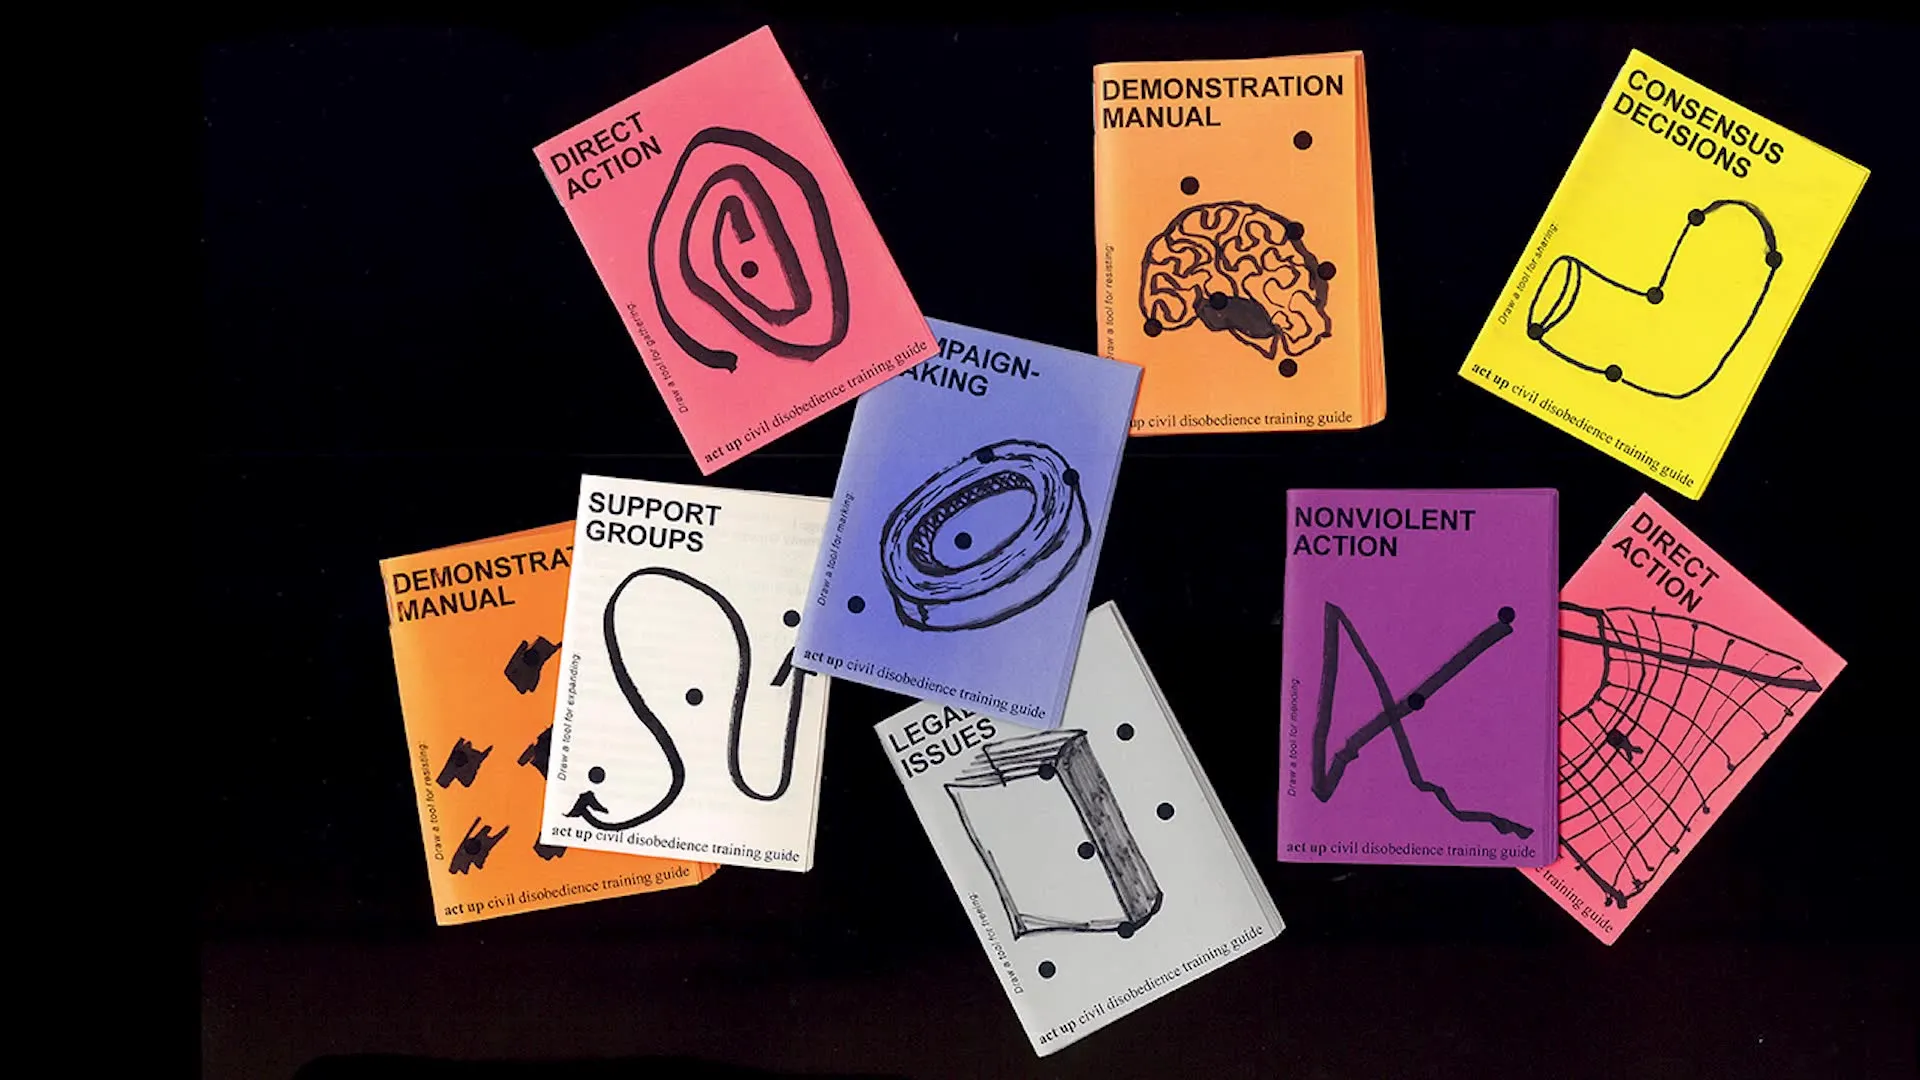 DIRECT
ACTION
Draw a tool for gathering:
act up civil disobedience training guide
DEMONSTRATION
MANUAL
Draw a tool for resisting:
up civil disobedience training guide
CONSENSUS
DECISIONS
Draw a tool for sharing:
act up civil disobedience training guide
MPAIGN-
AKING
Draw a tool for marking:
act up civil disobedience training guide
SUPPORT
GROUPS
Draw a tool for expanding:
act up civil disobedience training guide
DEMONSTRAT
MANUAL
Draw a tool for resisting:
act up civil disobedience training guide
LEGAL
ISSUES
Draw a tool for freeing:
act up civil disobedience training guide
NONVIOLENT
ACTION
Draw a tool for mending
act up civil disobedience training guide
DIRECT
ACTION
training guide